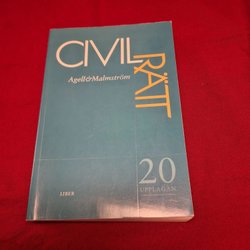 CIVIL
RÄTT
Agell & Malmström
20
UPPLAGAN
LIBER